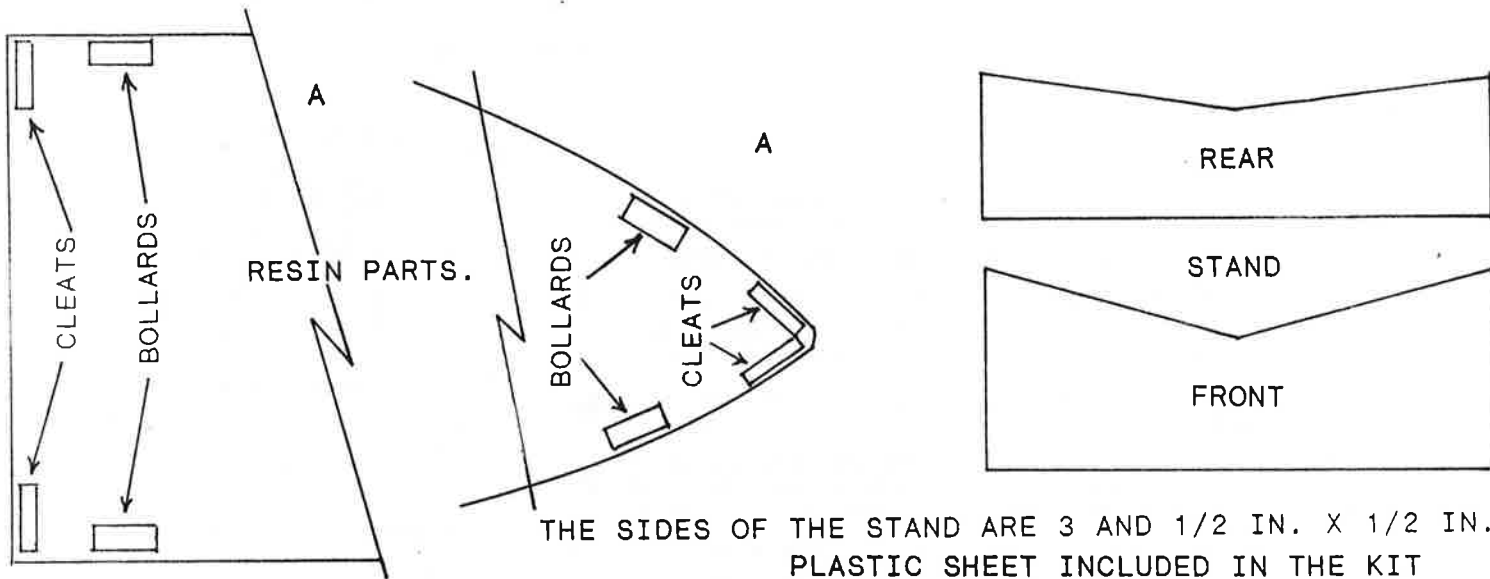 A
A
CLEATS
BOLLARDS
RESIN PARTS.
BOLLARDS
CLEATS
REAR
STAND
FRONT
THE SIDES OF THE STAND ARE 3 AND 1/2 IN. X 1/2 IN.
PLASTIC SHEET INCLUDED IN THE KIT